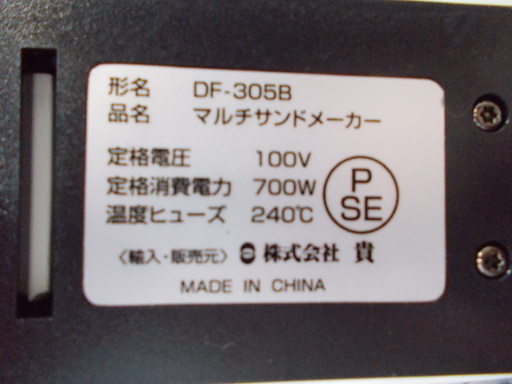 形名 DF-305B
品名 マルチサンドメーカー
定格電圧 100V
定格消費電力 700W
温度ヒューズ 240℃
PSE
〈輸入・販売元〉 株式会社 貴
MADE IN CHINA